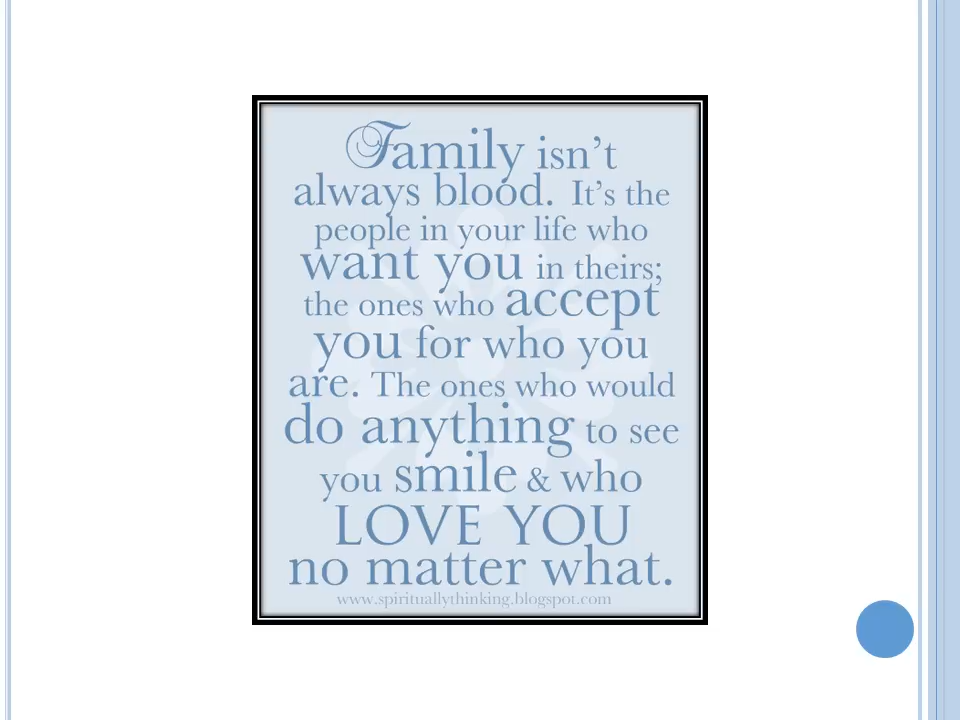 Family isn't
always blood. It's the
people in your life who
want you in theirs;
the ones who accept
you for who you
are. The ones who would
do anything to see
you smile & who
LOVE YOU
no matter what.
www.spirituallythinking.blogspot.com